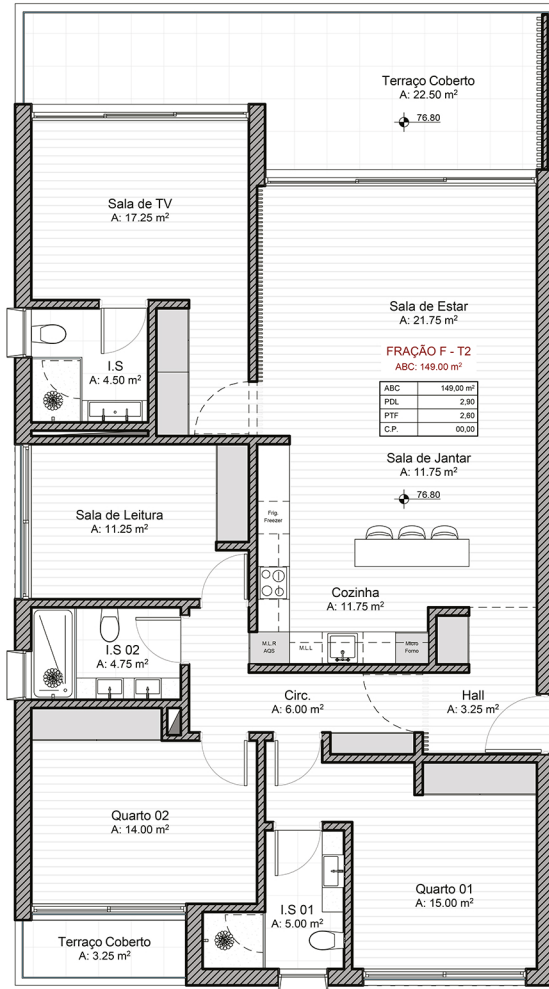 Terraço Coberto
A: 22.50 m²
76.80
Sala de TV
A: 17.25 m²
Sala de Estar
A: 21.75 m²
FRAÇÃO F - T2
ABC: 149.00 m²
ABC 149,00 m²
PDL 2,90
PTF 2,60
C.P. 00,00
I.S
A: 4.50 m²
Sala de Jantar
A: 11.75 m²
76.80
Sala de Leitura
A: 11.25 m²
Frig.
Freezer
Cozinha
A: 11.75 m²
I.S 02
A: 4.75 m²
M.L.R
AQS
M.L.L
Micro
Forno
Circ.
A: 6.00 m²
Hall
A: 3.25 m²
Quarto 02
A: 14.00 m²
Quarto 01
A: 15.00 m²
I.S 01
A: 5.00 m²
Terraço Coberto
A: 3.25 m²